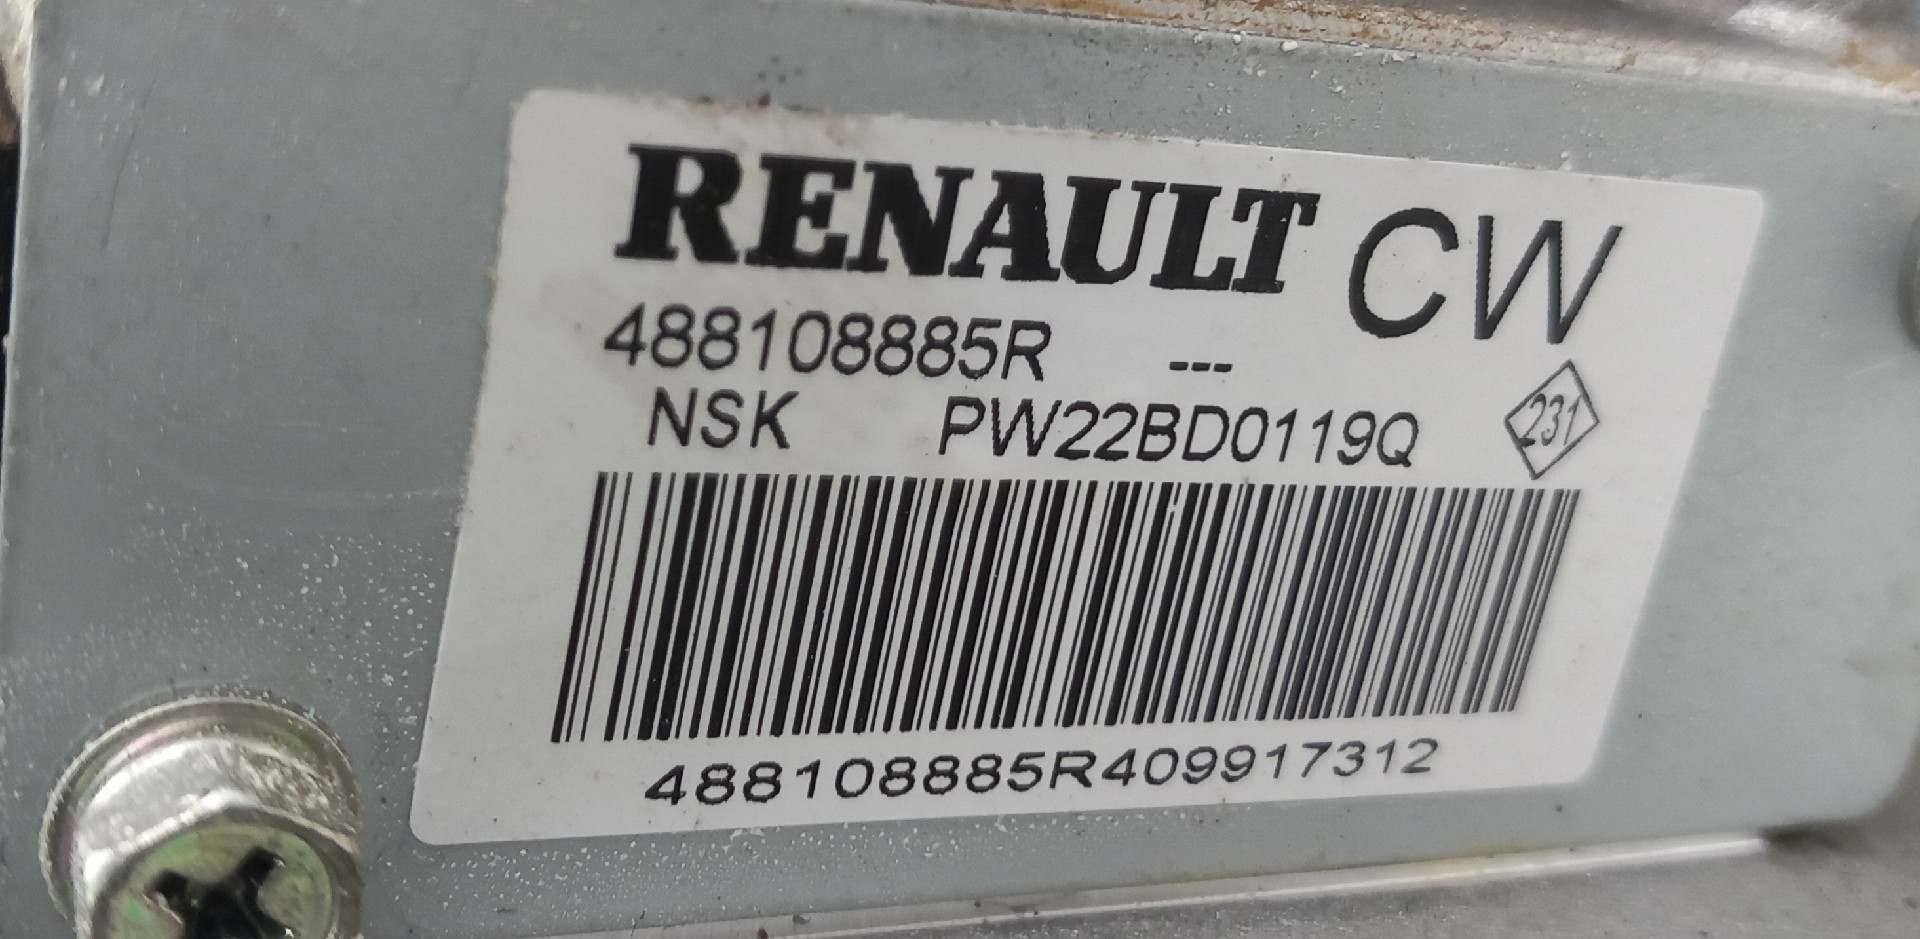 RENAULT CW
488108885R ---
NSK PW22BD0119Q 231
488108885R409917312